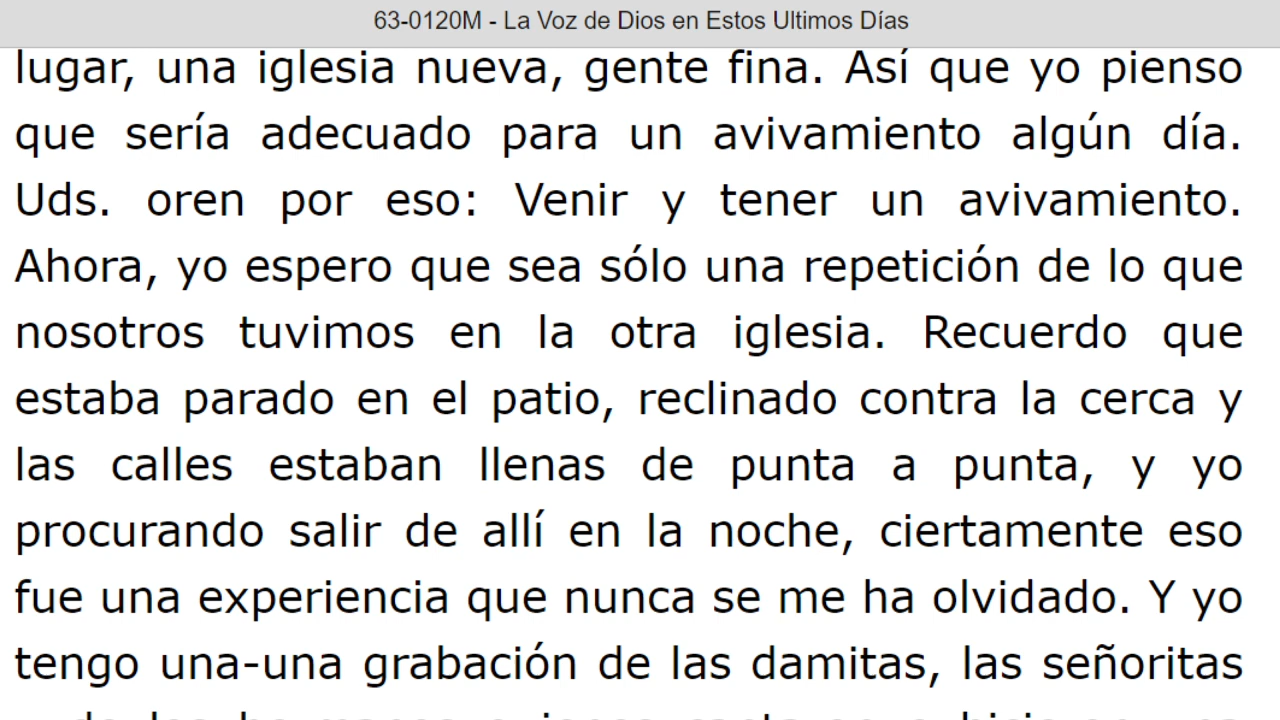 63-0120M - La Voz de Dios en Estos Ultimos Días
lugar, una iglesia nueva, gente fina. Así que yo pienso
que sería adecuado para un avivamiento algún día.
Uds. oren por eso: Venir y tener un avivamiento.
Ahora, yo espero que sea sólo una repetición de lo que
nosotros tuvimos en la otra iglesia. Recuerdo que
estaba parado en el patio, reclinado contra la cerca y
las calles estaban llenas de punta a punta, y yo
procurando salir de allí en la noche, ciertamente eso
fue una experiencia que nunca se me ha olvidado. Y yo
tengo una-una grabación de las damitas, las señoritas